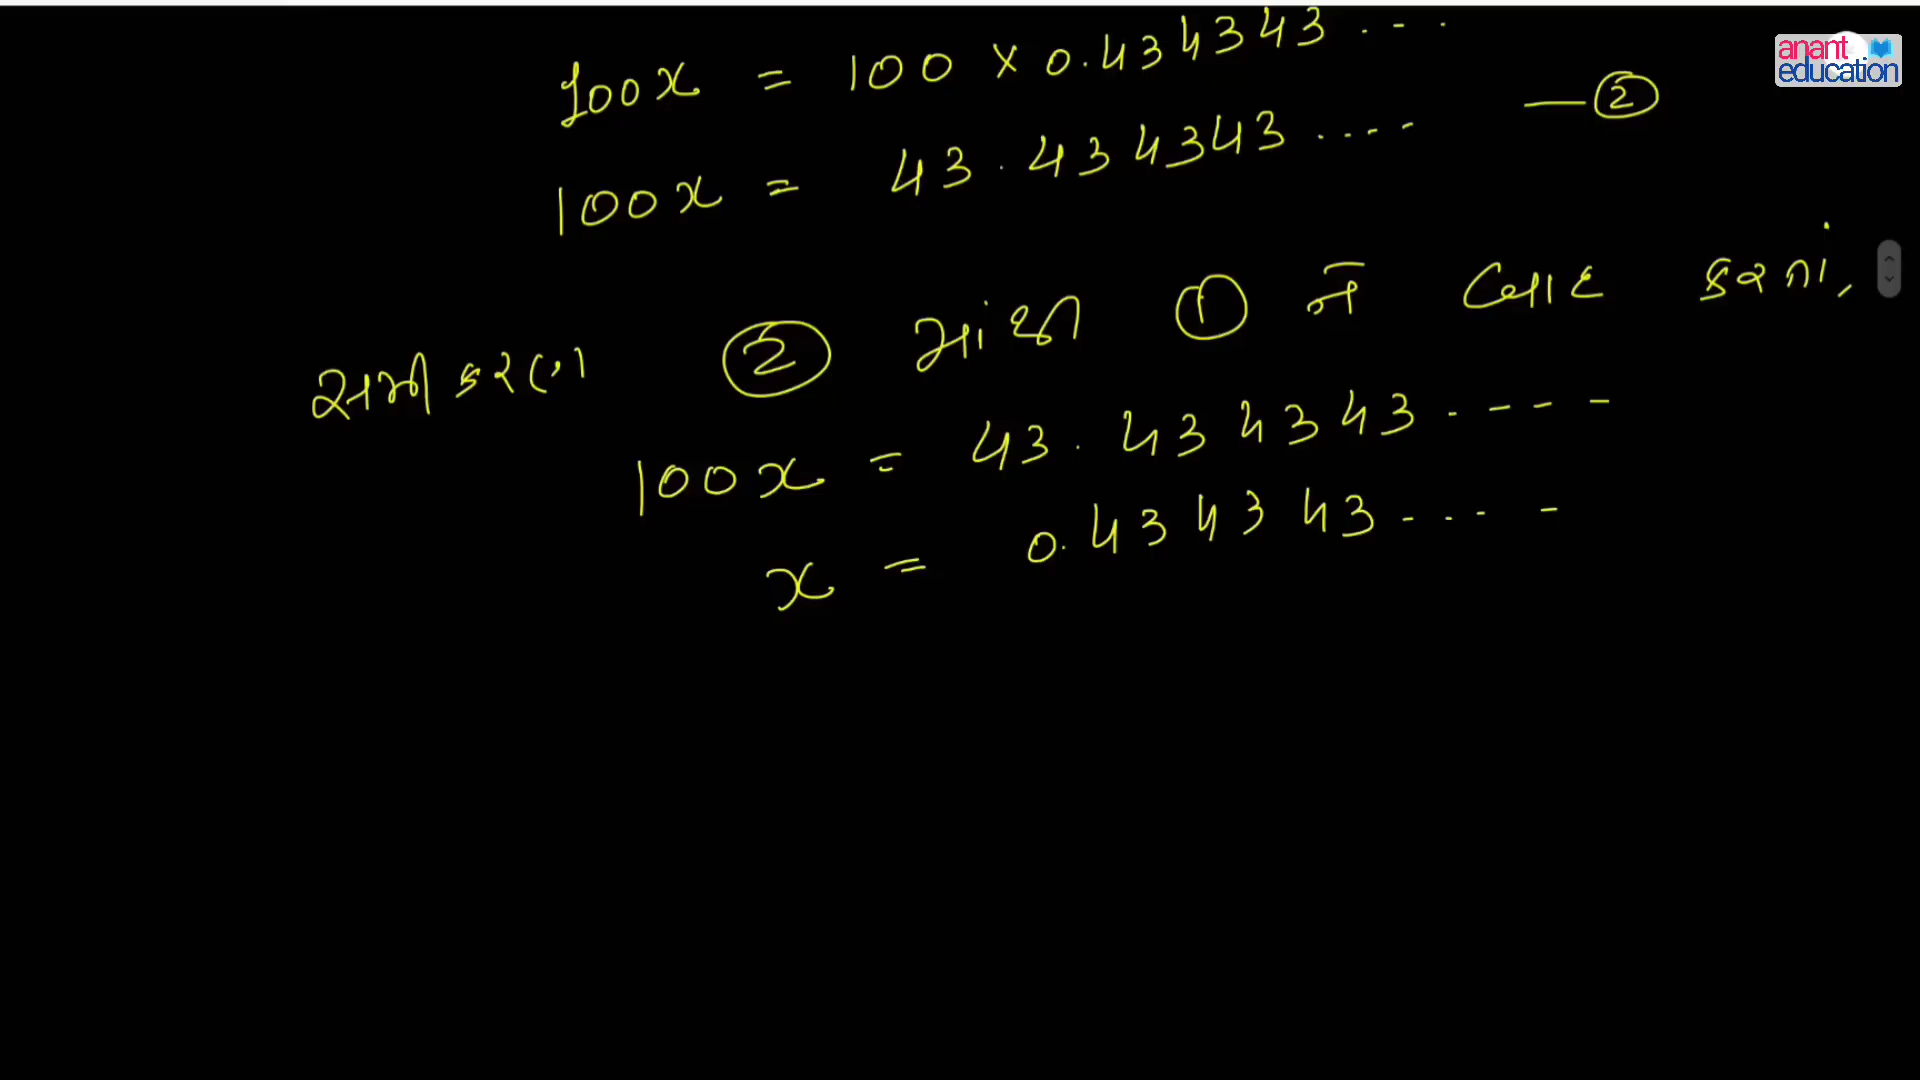 anant
education
100x = 100 × 0.434343...
100x = 43.434343.... —②
સમીકરણ ② માંથી ① ને બાદ કરતાં,
100x = 43.434343.....
x = 0.434343.....